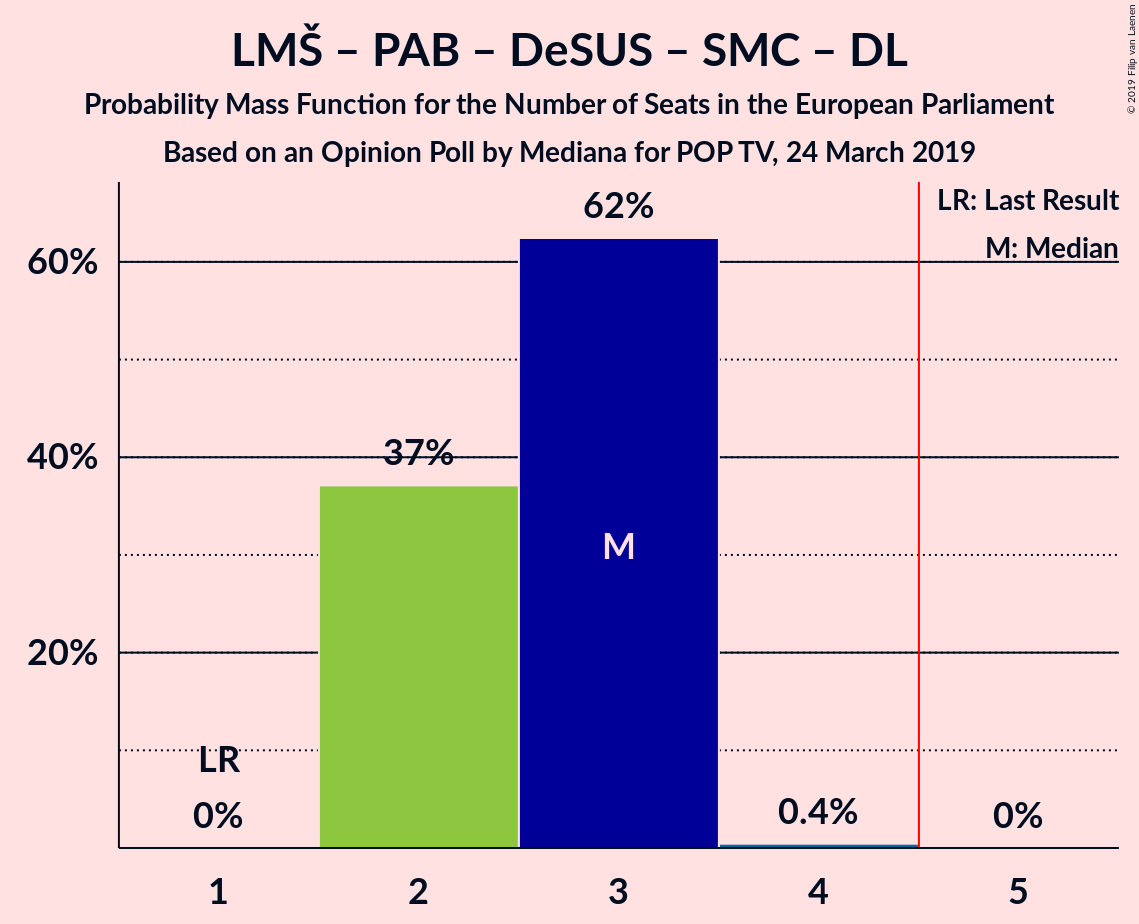 LMŠ – PAB – DeSUS – SMC – DL
Probability Mass Function for the Number of Seats in the European Parliament
Based on an Opinion Poll by Mediana for POP TV, 24 March 2019
© 2019 Filip van Laenen
LR: Last Result
M: Median
62%
60%
37%
40%
M
20%
LR
0%
0.4%
0%
1 2 3 4 5